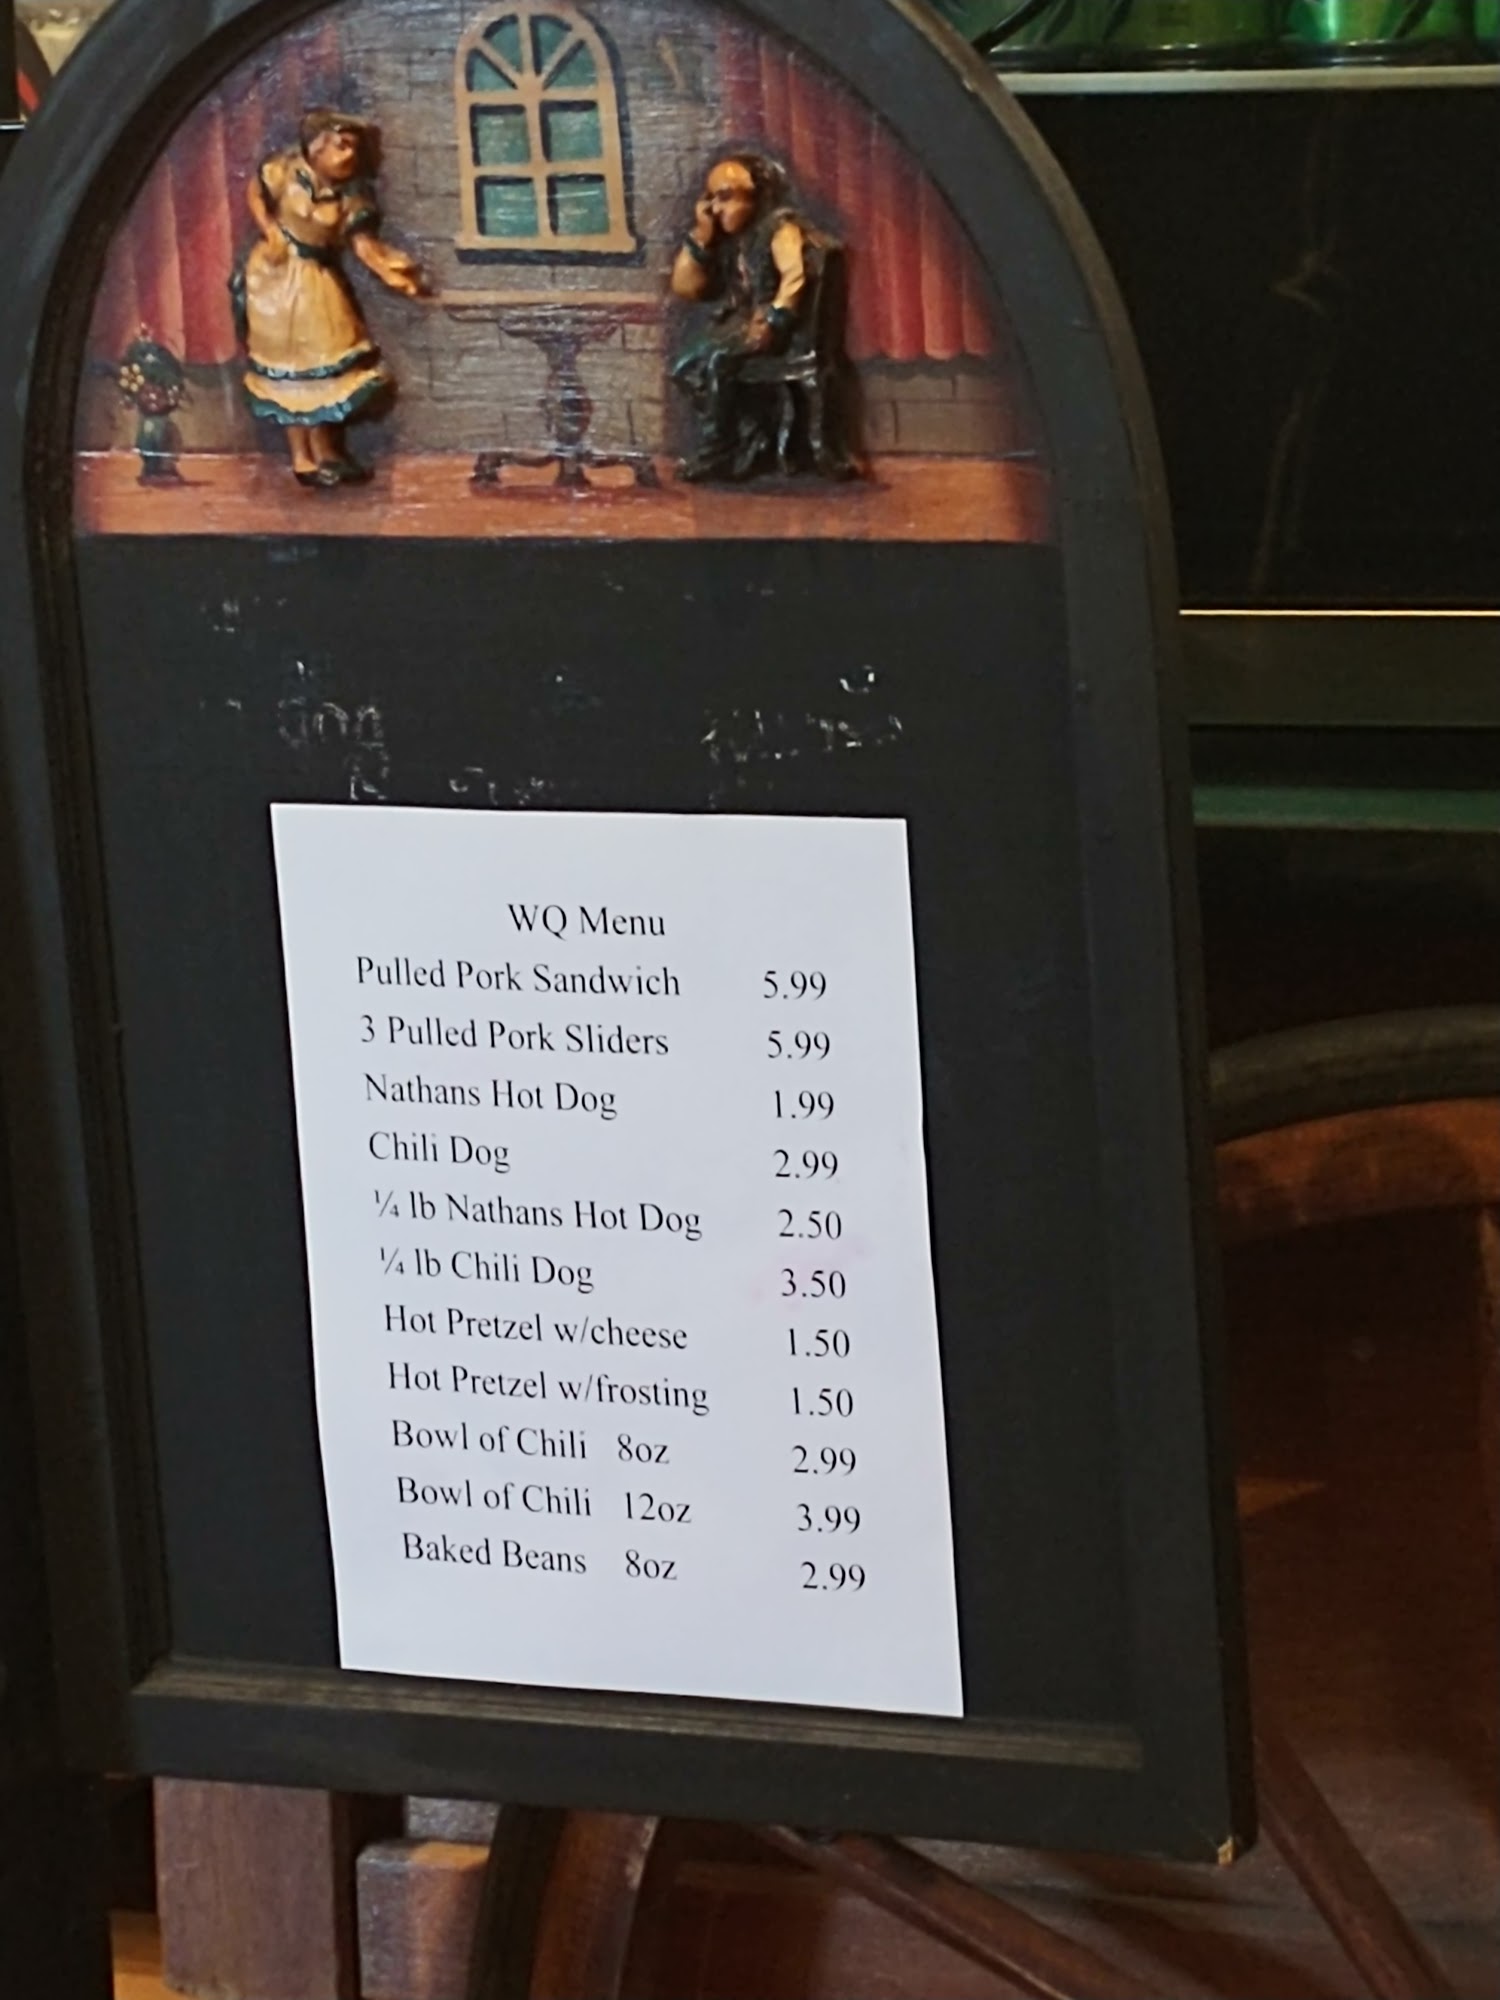 WQ Menu
Pulled Pork Sandwich 5.99
3 Pulled Pork Sliders 5.99
Nathans Hot Dog 1.99
Chili Dog 2.99
¼ lb Nathans Hot Dog 2.50
¼ lb Chili Dog 3.50
Hot Pretzel w/cheese 1.50
Hot Pretzel w/frosting 1.50
Bowl of Chili 8oz 2.99
Bowl of Chili 12oz 3.99
Baked Beans 8oz 2.99